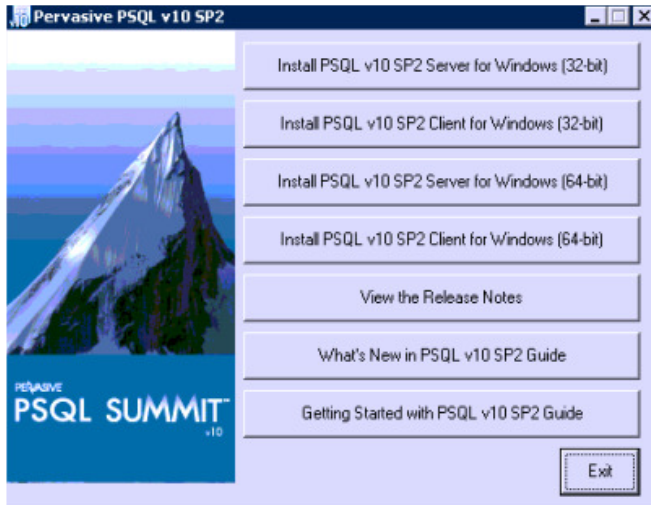 Pervasive PSQL v10 SP2
Install PSQL v10 SP2 Server for Windows (32-bit)
Install PSQL v10 SP2 Client for Windows (32-bit)
Install PSQL v10 SP2 Server for Windows (64-bit)
Install PSQL v10 SP2 Client for Windows (64-bit)
View the Release Notes
What's New in PSQL v10 SP2 Guide
Getting Started with PSQL v10 SP2 Guide
PERVASIVE
PSQL SUMMIT™
v10
Exit